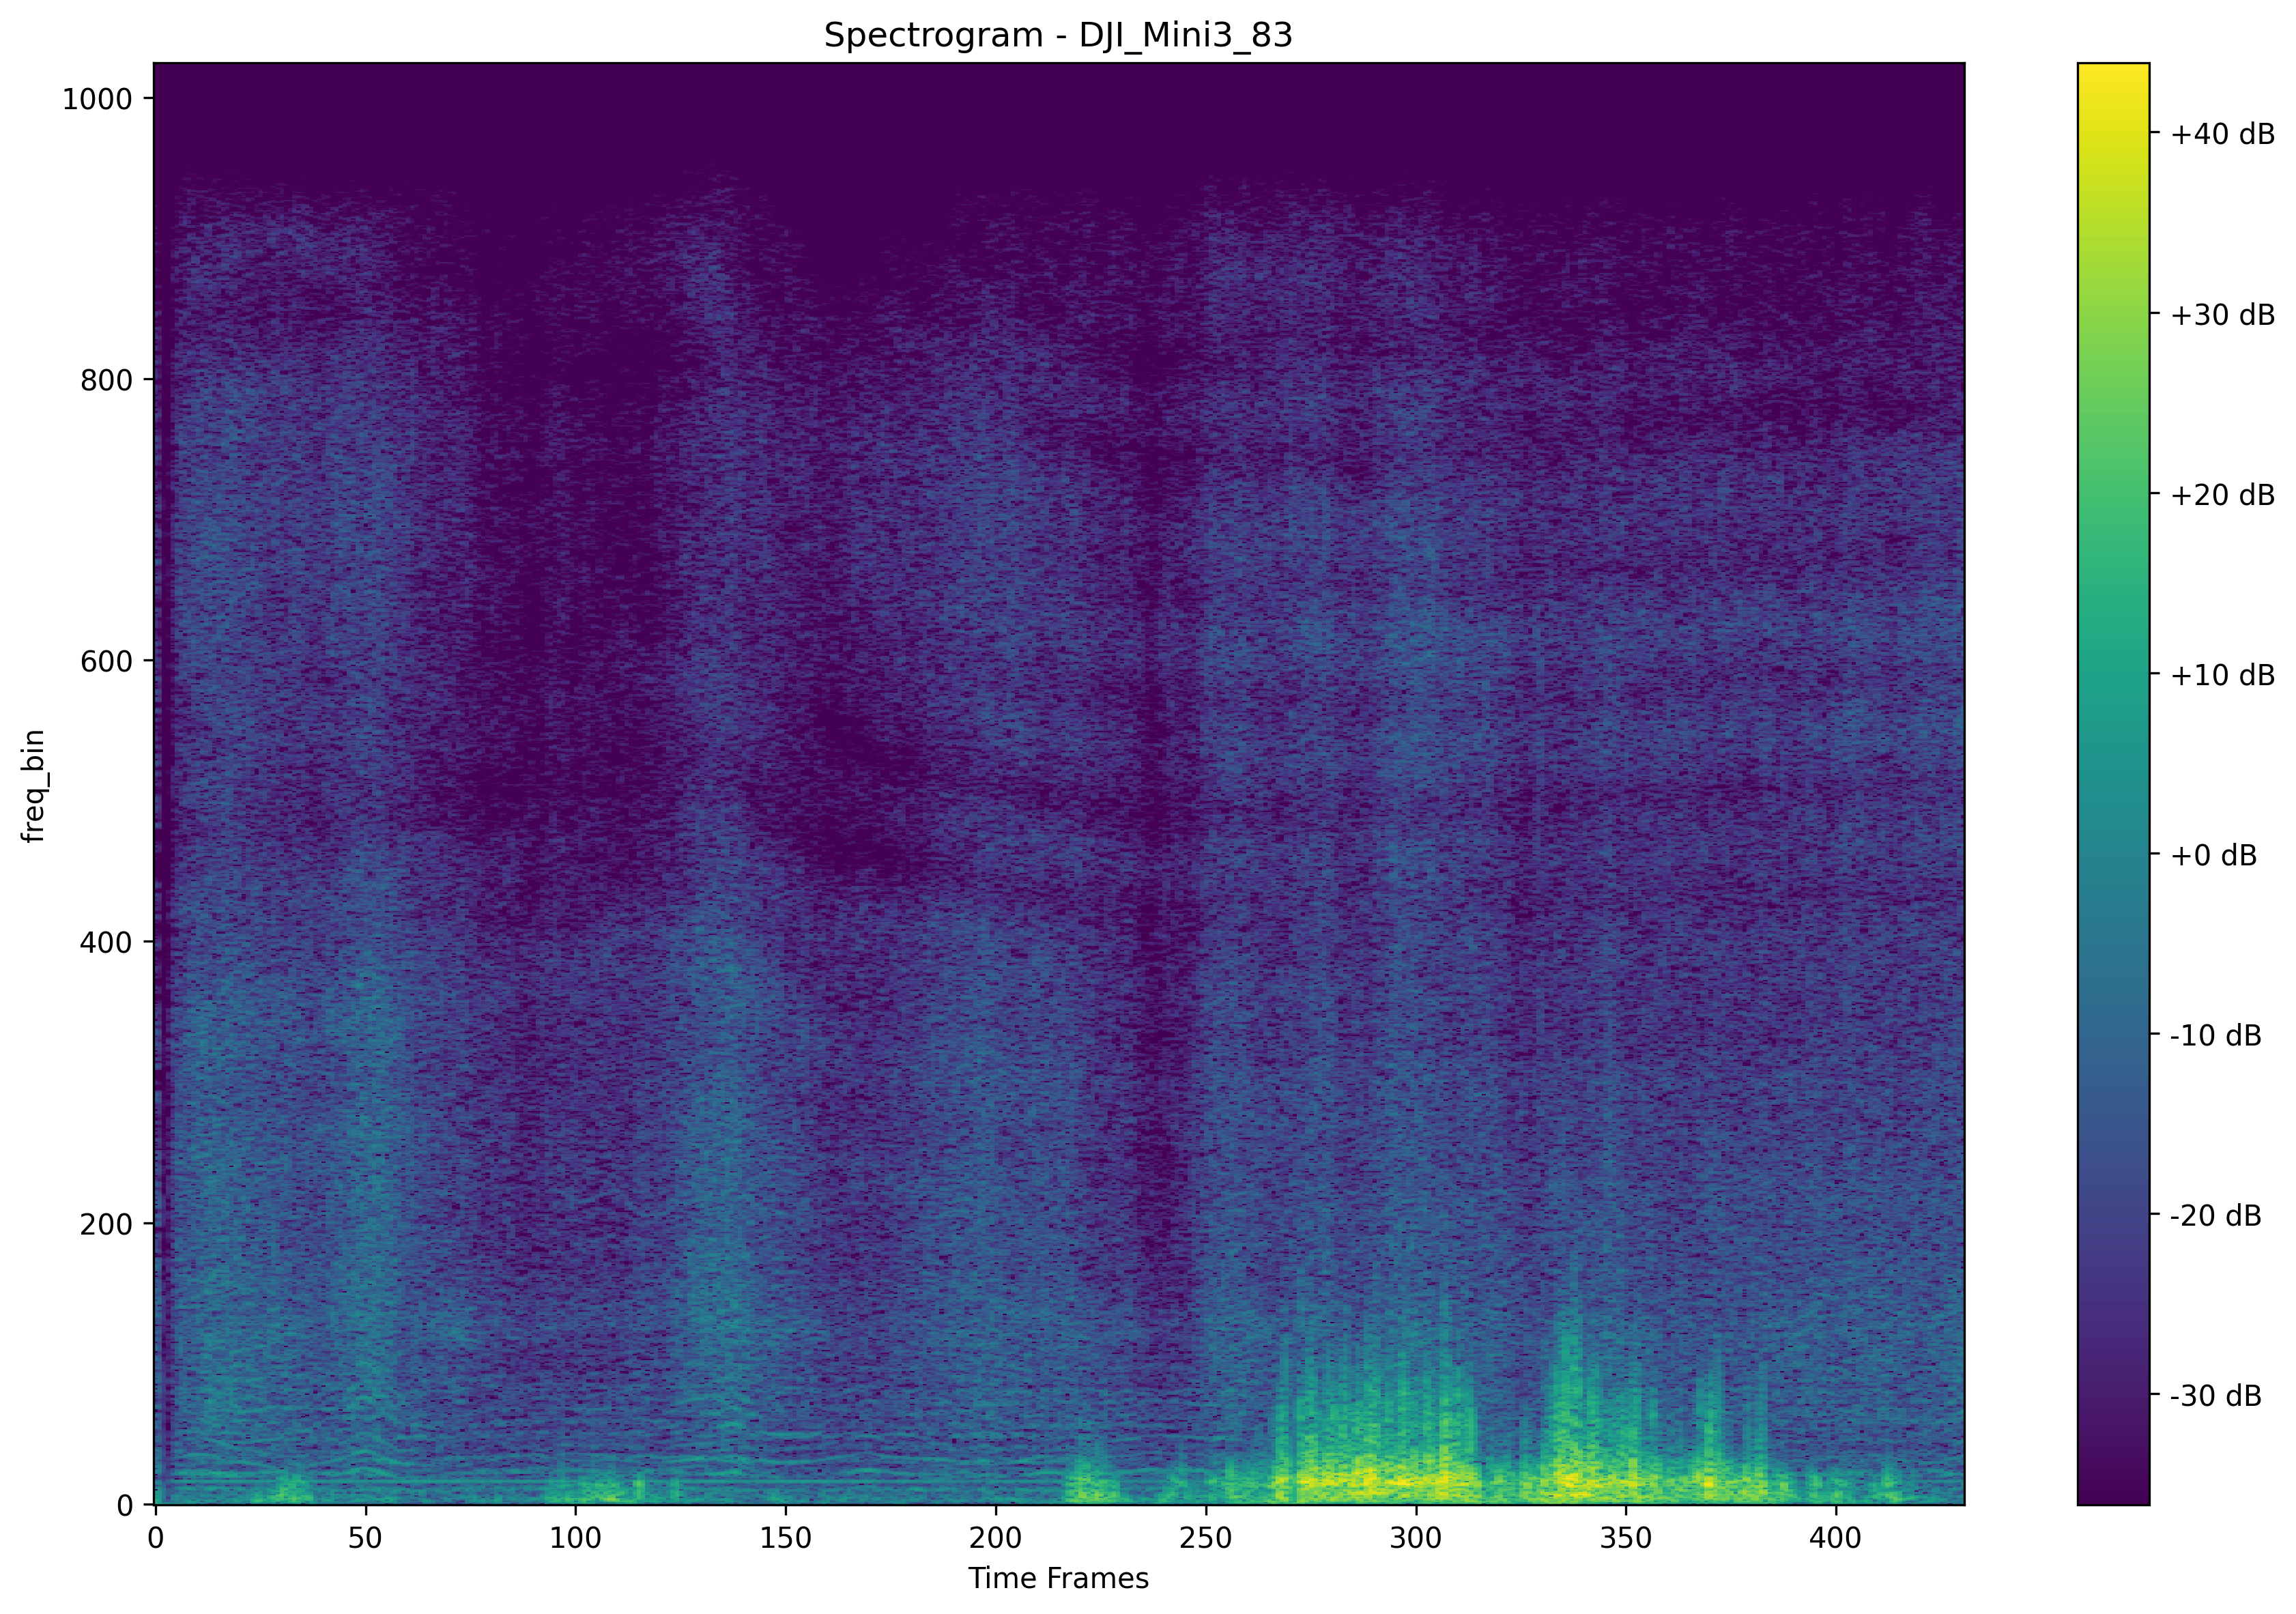 Spectrogram - DJI_Mini3_83
1000
800
600
400
200
0
freq_bin
0 50 100 150 200 250 300 350 400
Time Frames
+40 dB
+30 dB
+20 dB
+10 dB
+0 dB
-10 dB
-20 dB
-30 dB